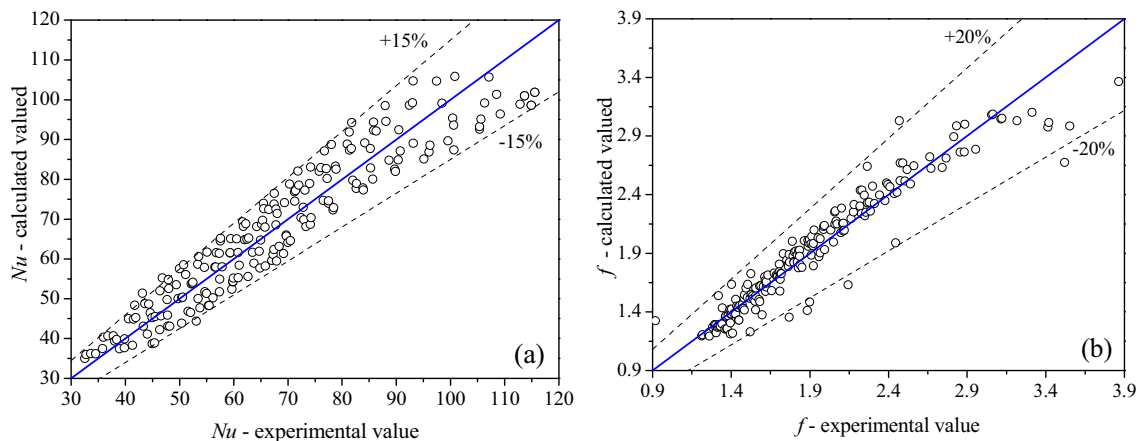 120
110
100
90
80
70
60
50
40
30
Nu - calculated valued
+15%
-15%
(a)
30 40 50 60 70 80 90 100 110 120
Nu - experimental value
3.9
3.4
2.9
2.4
1.9
1.4
0.9
f - calculated valued
+20%
-20%
(b)
0.9 1.4 1.9 2.4 2.9 3.4 3.9
f - experimental value